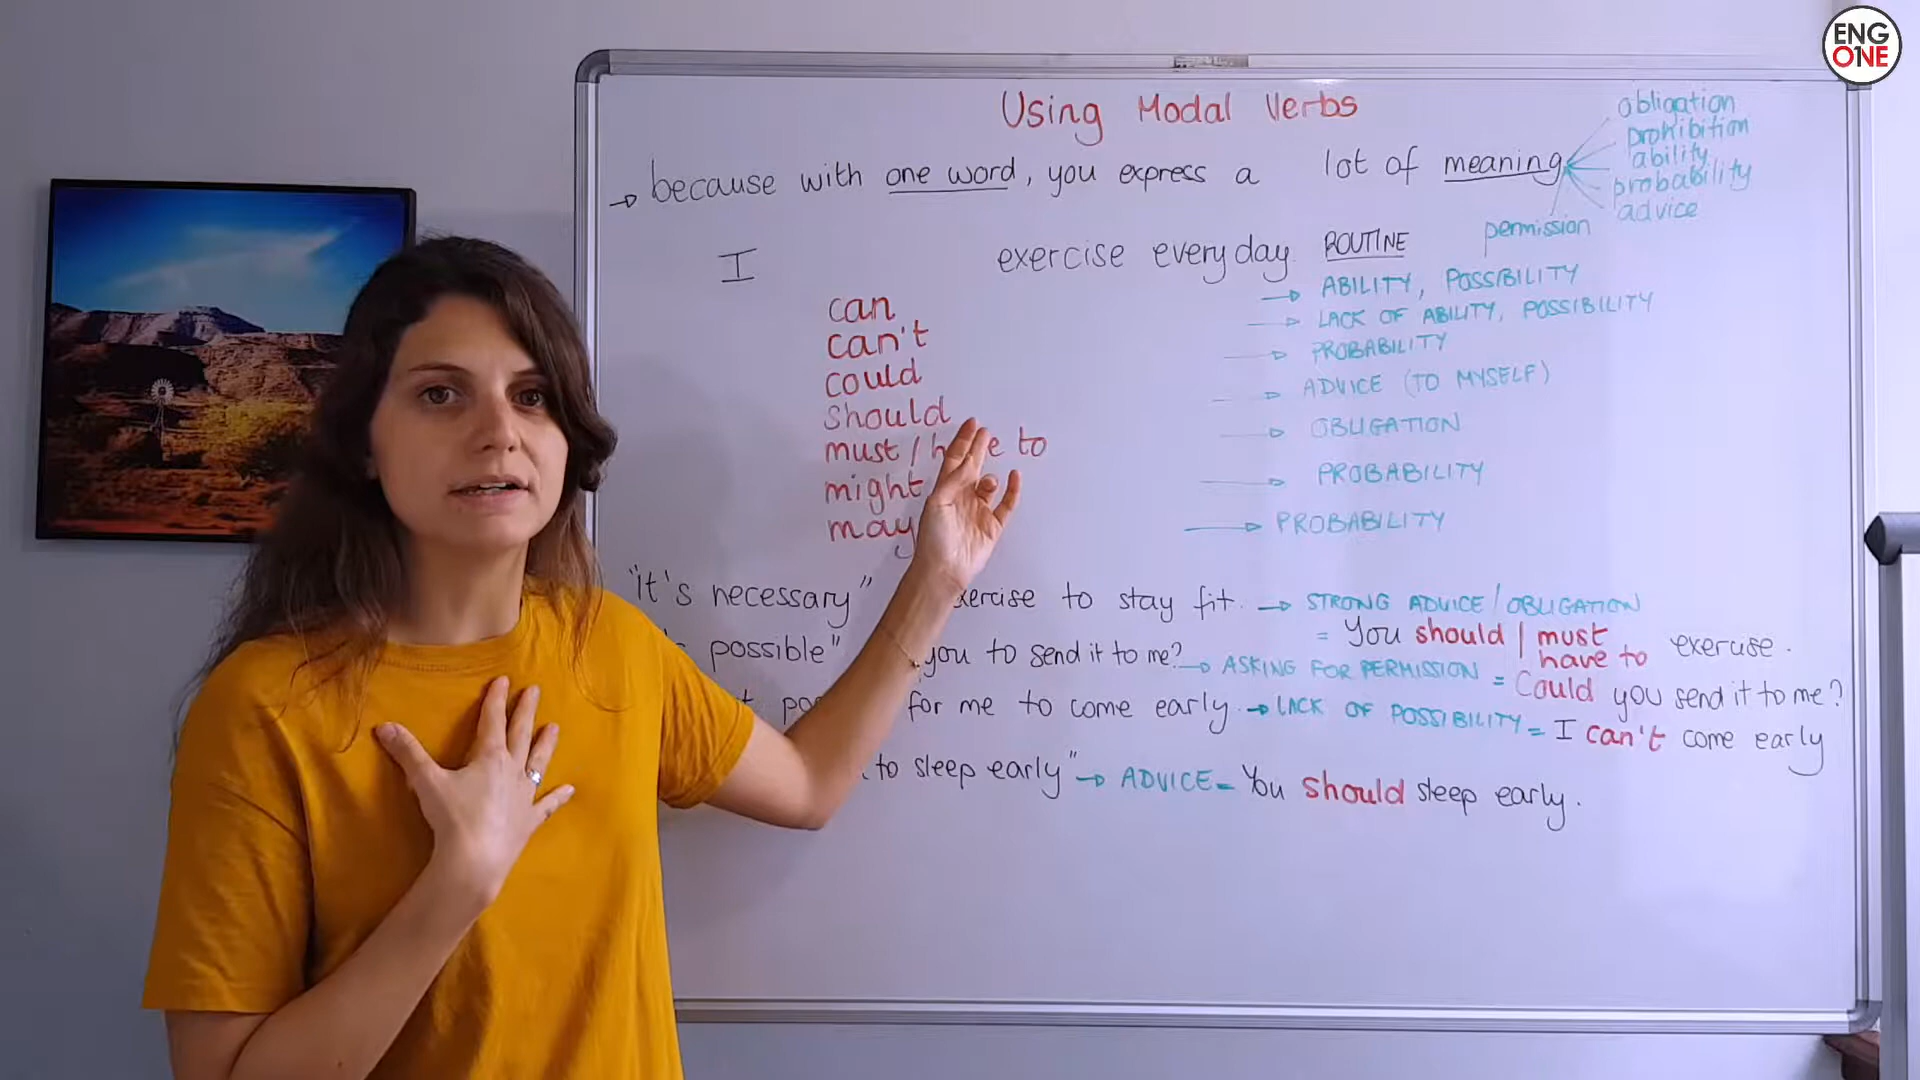 ENG
ONE
Using Modal Verbs
obligation
prohibition
ability
probability
advice
permission
→ because with one word, you express a lot of meaning
I exercise everyday ROUTINE
can → ABILITY, POSSIBILITY
can't → LACK OF ABILITY, POSSIBILITY
could → PROBABILITY
should → ADVICE (TO MYSELF)
must / to → OBLIGATION
might → PROBABILITY
may → PROBABILITY
"it's necessary" to stay fit. → STRONG ADVICE / OBLIGATION
= You should / must
have to exercise.
possible" you to send it to me? → ASKING FOR PERMISSION = Could you send it to me?
for me to come early. → LACK OF POSSIBILITY = I can't come early
to sleep early" → ADVICE = You should sleep early.